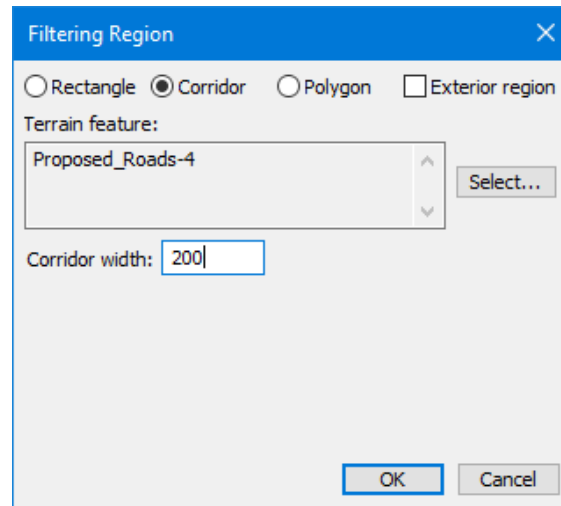 Filtering Region
Rectangle Corridor Polygon Exterior region
Terrain feature:
Proposed_Roads-4
Select...
Corridor width: 200
OK Cancel